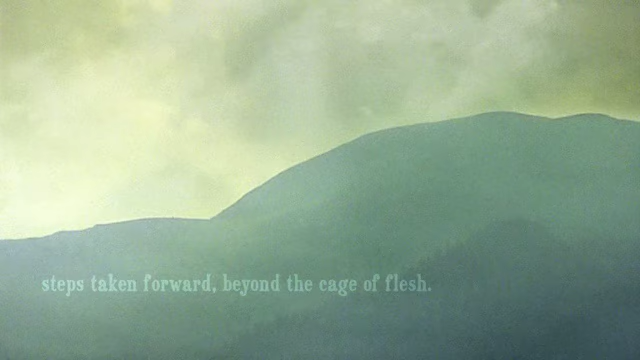 steps taken forward, beyond the cage of flesh.